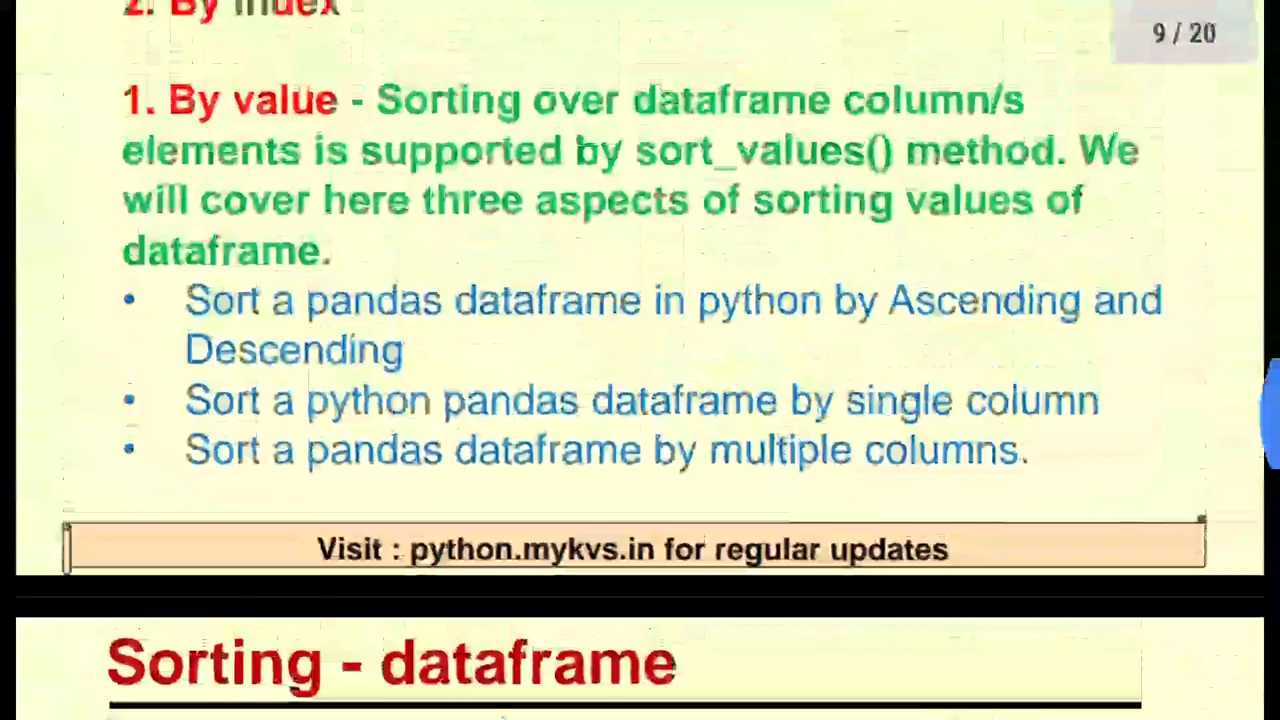 2. By index
9 / 20
1. By value - Sorting over dataframe column/s
elements is supported by sort_values() method. We
will cover here three aspects of sorting values of
dataframe.
• Sort a pandas dataframe in python by Ascending and
Descending
• Sort a python pandas dataframe by single column
• Sort a pandas dataframe by multiple columns.
Visit : python.mykvs.in for regular updates
Sorting - dataframe